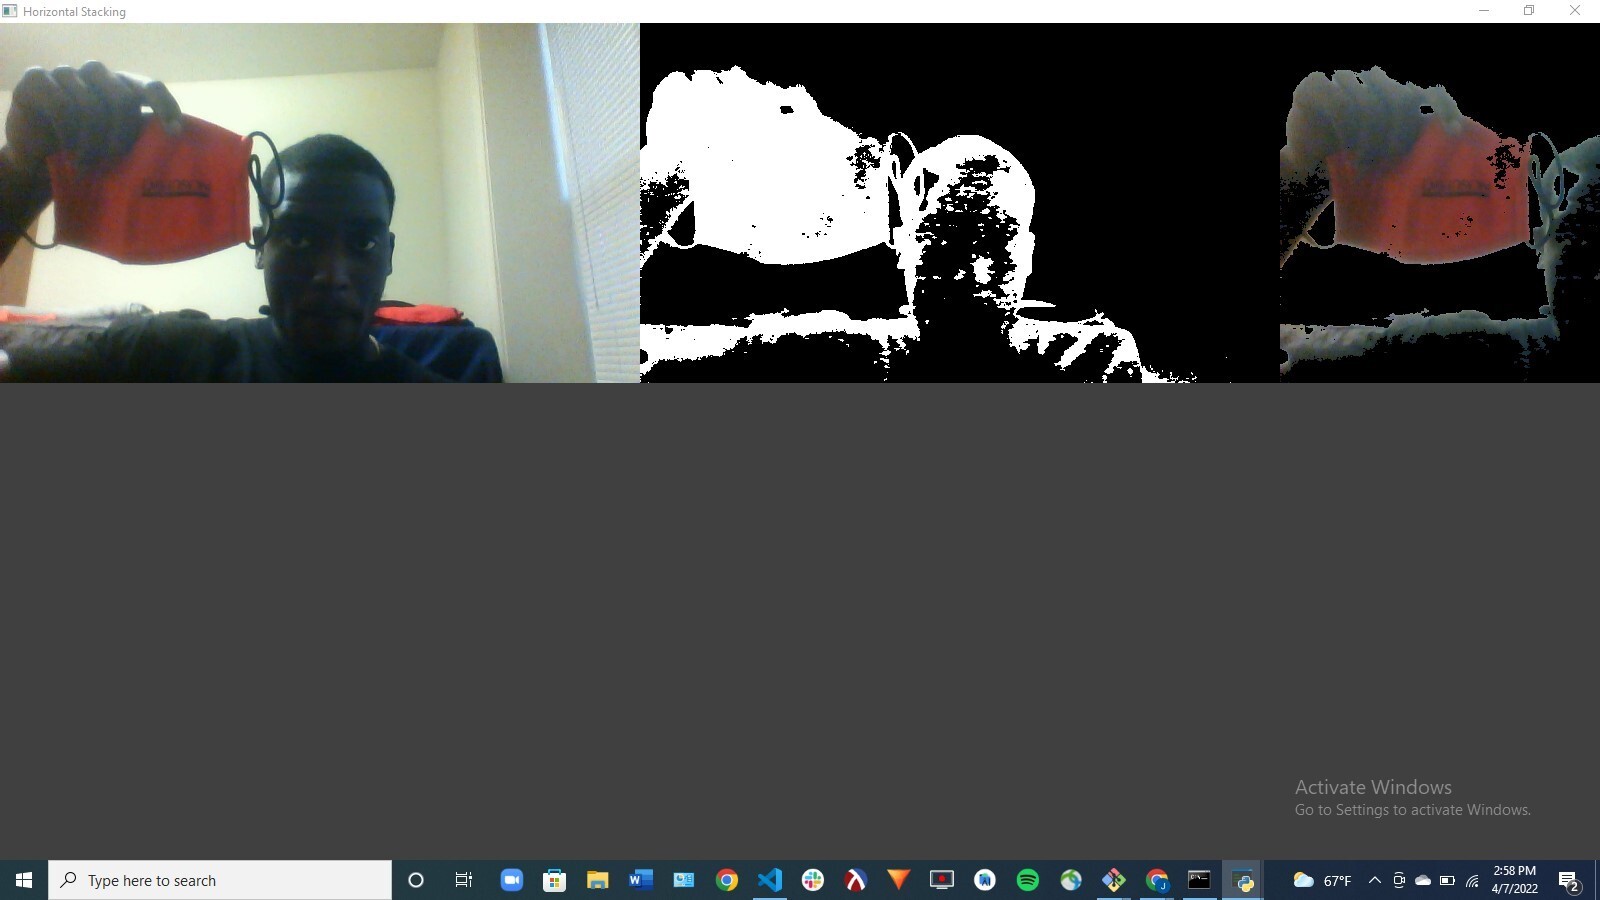 Horizontal Stacking
Activate Windows
Go to Settings to activate Windows.
Type here to search
67°F
2:58 PM
4/7/2022
2